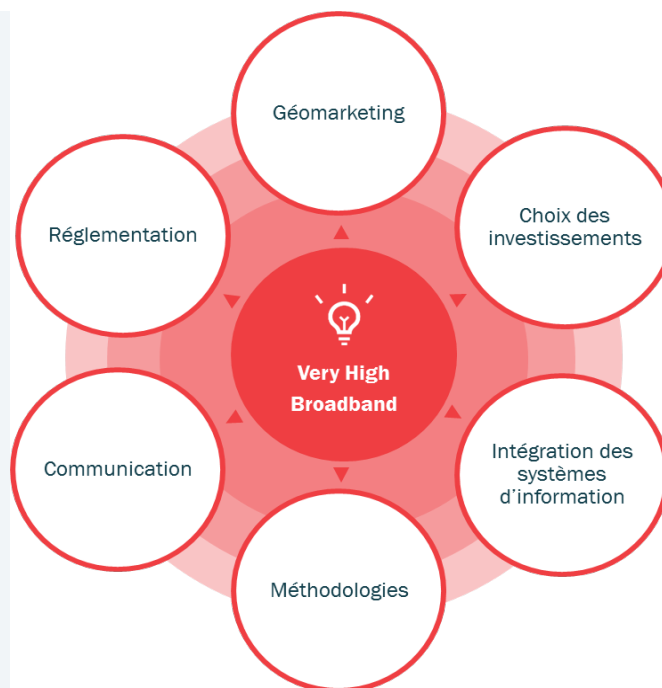 Géomarketing
Choix des
investissements
Réglementation
Very High
Broadband
Intégration des
systèmes
d'information
Communication
Méthodologies